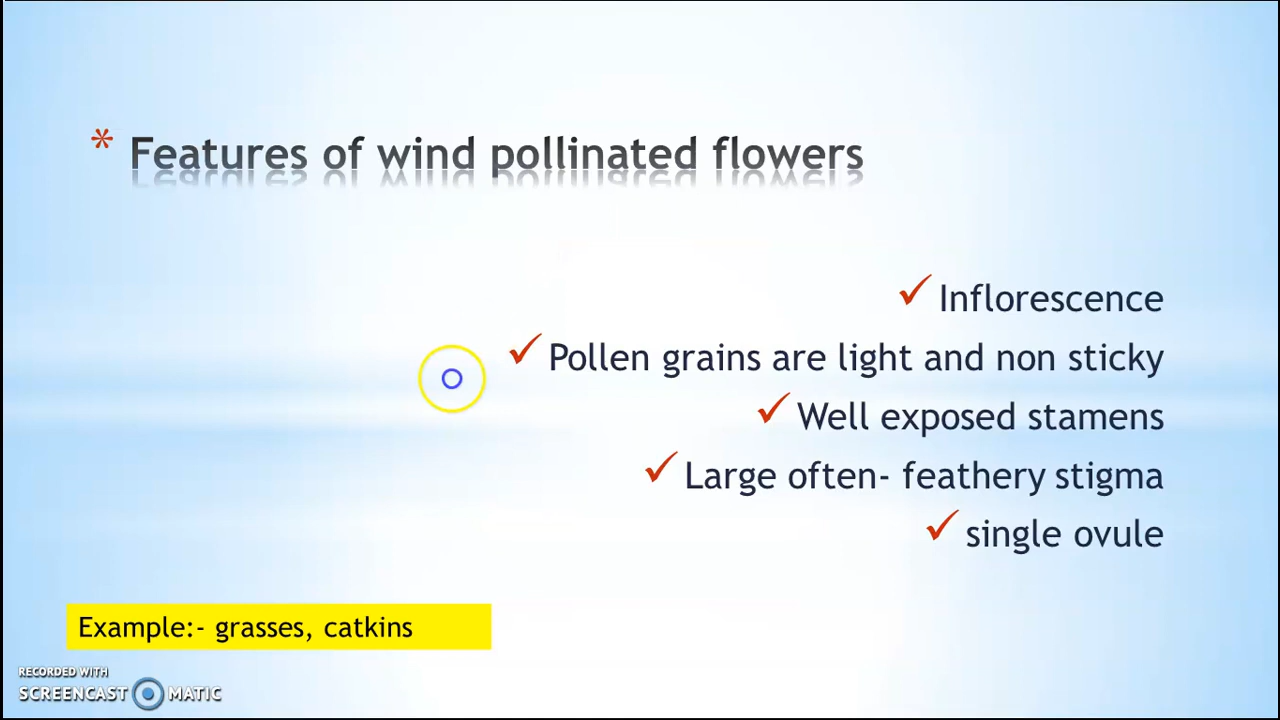 * Features of wind pollinated flowers
✓ Inflorescence
✓ Pollen grains are light and non sticky
✓ Well exposed stamens
✓ Large often- feathery stigma
✓ single ovule
Example:- grasses, catkins
RECORDED WITH
SCREENCAST MATIC